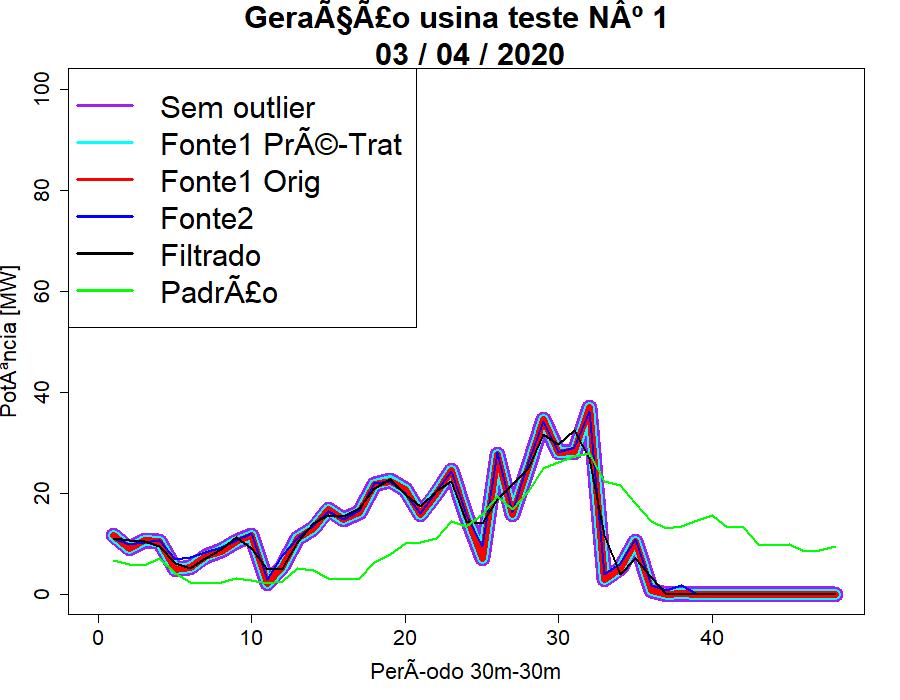 GeraÃ§Ã£o usina teste NÂº 1
03 / 04 / 2020
Sem outlier
Fonte1 PrÃ©-Trat
Fonte1 Orig
Fonte2
Filtrado
PadrÃ£o
PotÃªncia [MW]
100
80
60
40
20
0
0 10 20 30 40
PerÃ-odo 30m-30m